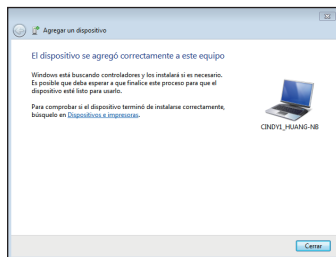 Agregar un dispositivo
El dispositivo se agregó correctamente a este equipo
Windows está buscando controladores y los instalará si es necesario.
Es posible que deba esperar a que finalice este proceso para que el
dispositivo esté listo para usarlo.
Para comprobar si el dispositivo terminó de instalarse correctamente,
búsquelo en Dispositivos e impresoras.
CINDY1_HUANG-NB
Cerrar